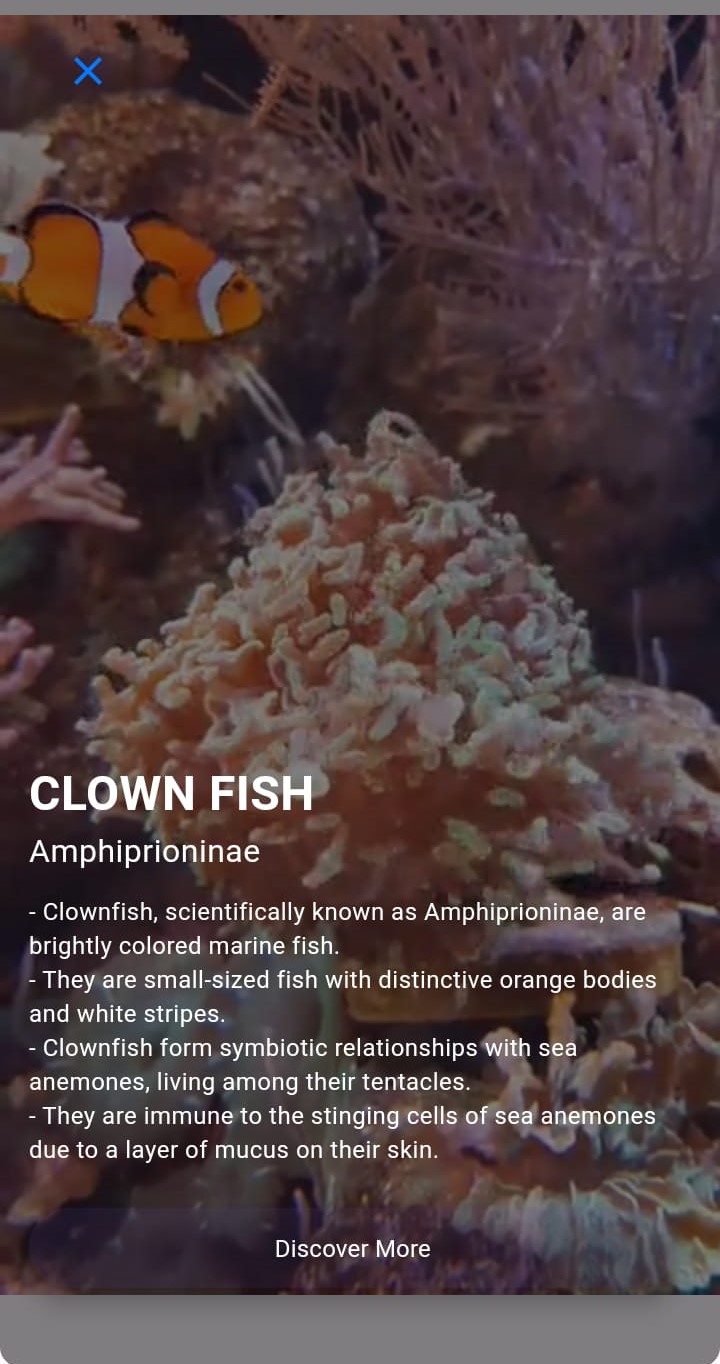 CLOWN FISH
Amphiprioninae
- Clownfish, scientifically known as Amphiprioninae, are
brightly colored marine fish.
- They are small-sized fish with distinctive orange bodies
and white stripes.
- Clownfish form symbiotic relationships with sea
anemones, living among their tentacles.
- They are immune to the stinging cells of sea anemones
due to a layer of mucus on their skin.
Discover More